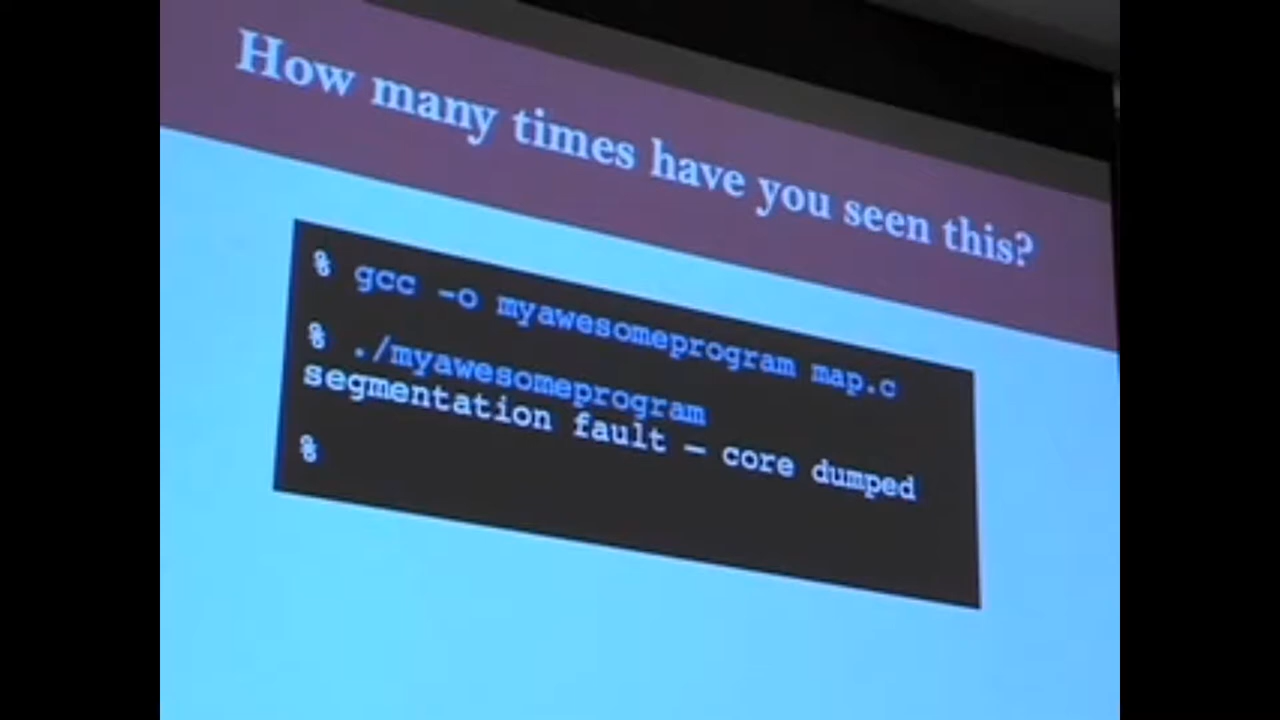 How many times have you seen this?
% gcc -o myawesomeprogram map.c
% ./myawesomeprogram
segmentation fault – core dumped
%